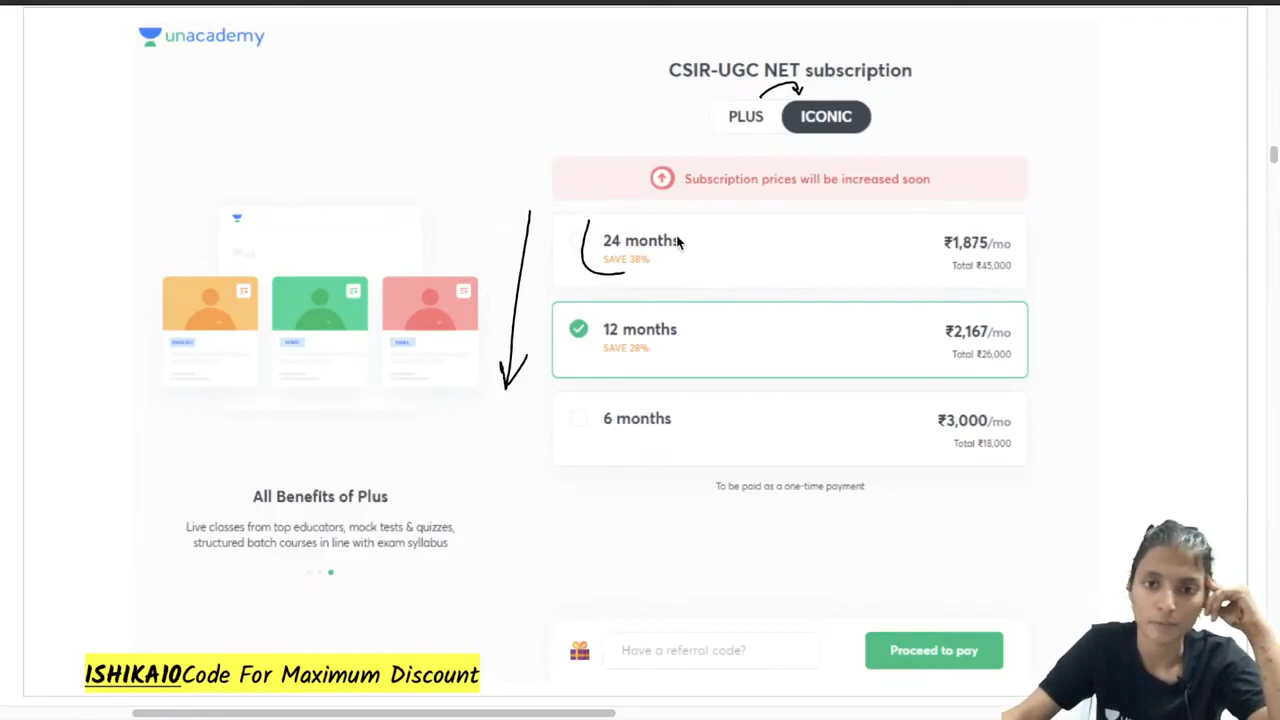 unacademy
CSIR-UGC NET subscription
PLUS ICONIC
Subscription prices will be increased soon
Plus
24 months ₹1,875/mo
SAVE 38% Total ₹45,000
12 months ₹2,167/mo
SAVE 28% Total ₹26,000
6 months ₹3,000/mo
Total ₹18,000
To be paid as a one-time payment
All Benefits of Plus
Live classes from top educators, mock tests & quizzes,
structured batch courses in line with exam syllabus
Have a referral code? Proceed to pay
ISHIKA10Code For Maximum Discount